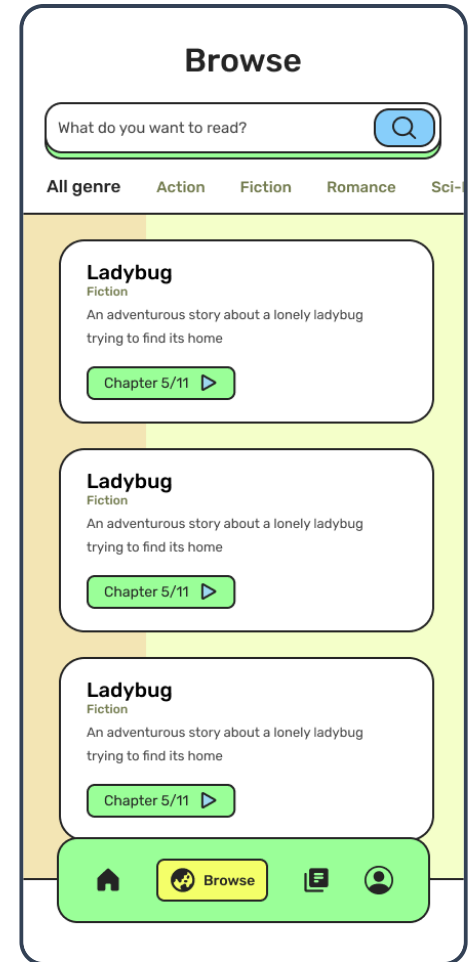 Browse
What do you want to read?
All genre Action Fiction Romance Sci-
Ladybug
Fiction
An adventurous story about a lonely ladybug
trying to find its home
Chapter 5/11
Ladybug
Fiction
An adventurous story about a lonely ladybug
trying to find its home
Chapter 5/11
Ladybug
Fiction
An adventurous story about a lonely ladybug
trying to find its home
Chapter 5/11
Browse